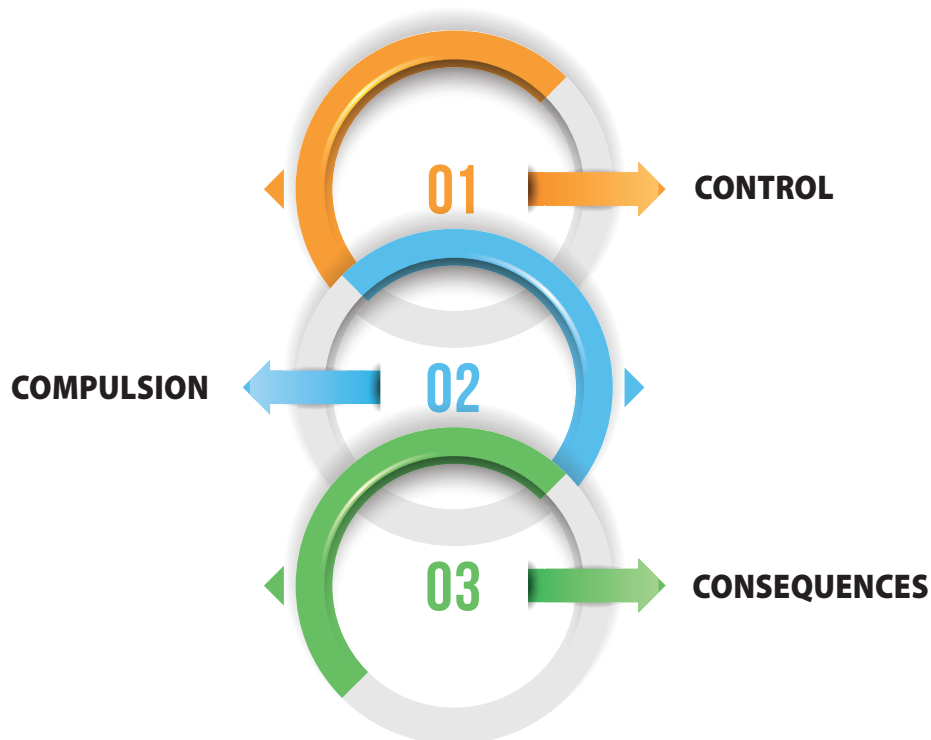 01
CONTROL
COMPULSION
02
03
CONSEQUENCES